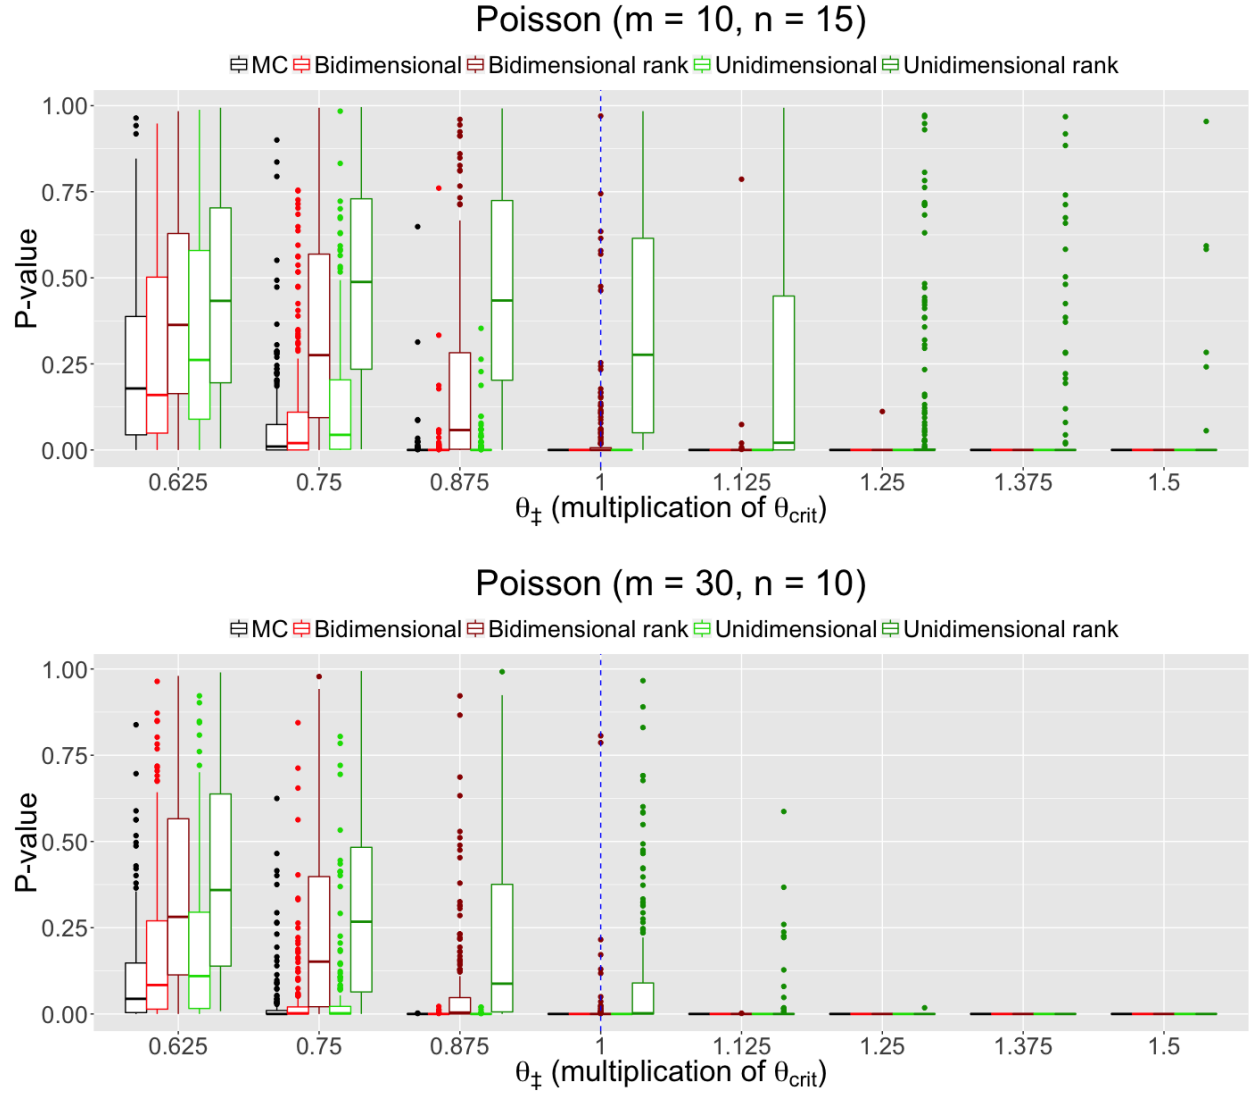 Poisson (m = 10, n = 15)
MC Bidimensional Bidimensional rank Unidimensional Unidimensional rank
1.00
0.75
0.50
0.25
0.00
P-value
0.625 0.75 0.875 1 1.125 1.25 1.375 1.5
θ‡ (multiplication of θcrit)
Poisson (m = 30, n = 10)
MC Bidimensional Bidimensional rank Unidimensional Unidimensional rank
1.00
0.75
0.50
0.25
0.00
P-value
0.625 0.75 0.875 1 1.125 1.25 1.375 1.5
θ‡ (multiplication of θcrit)